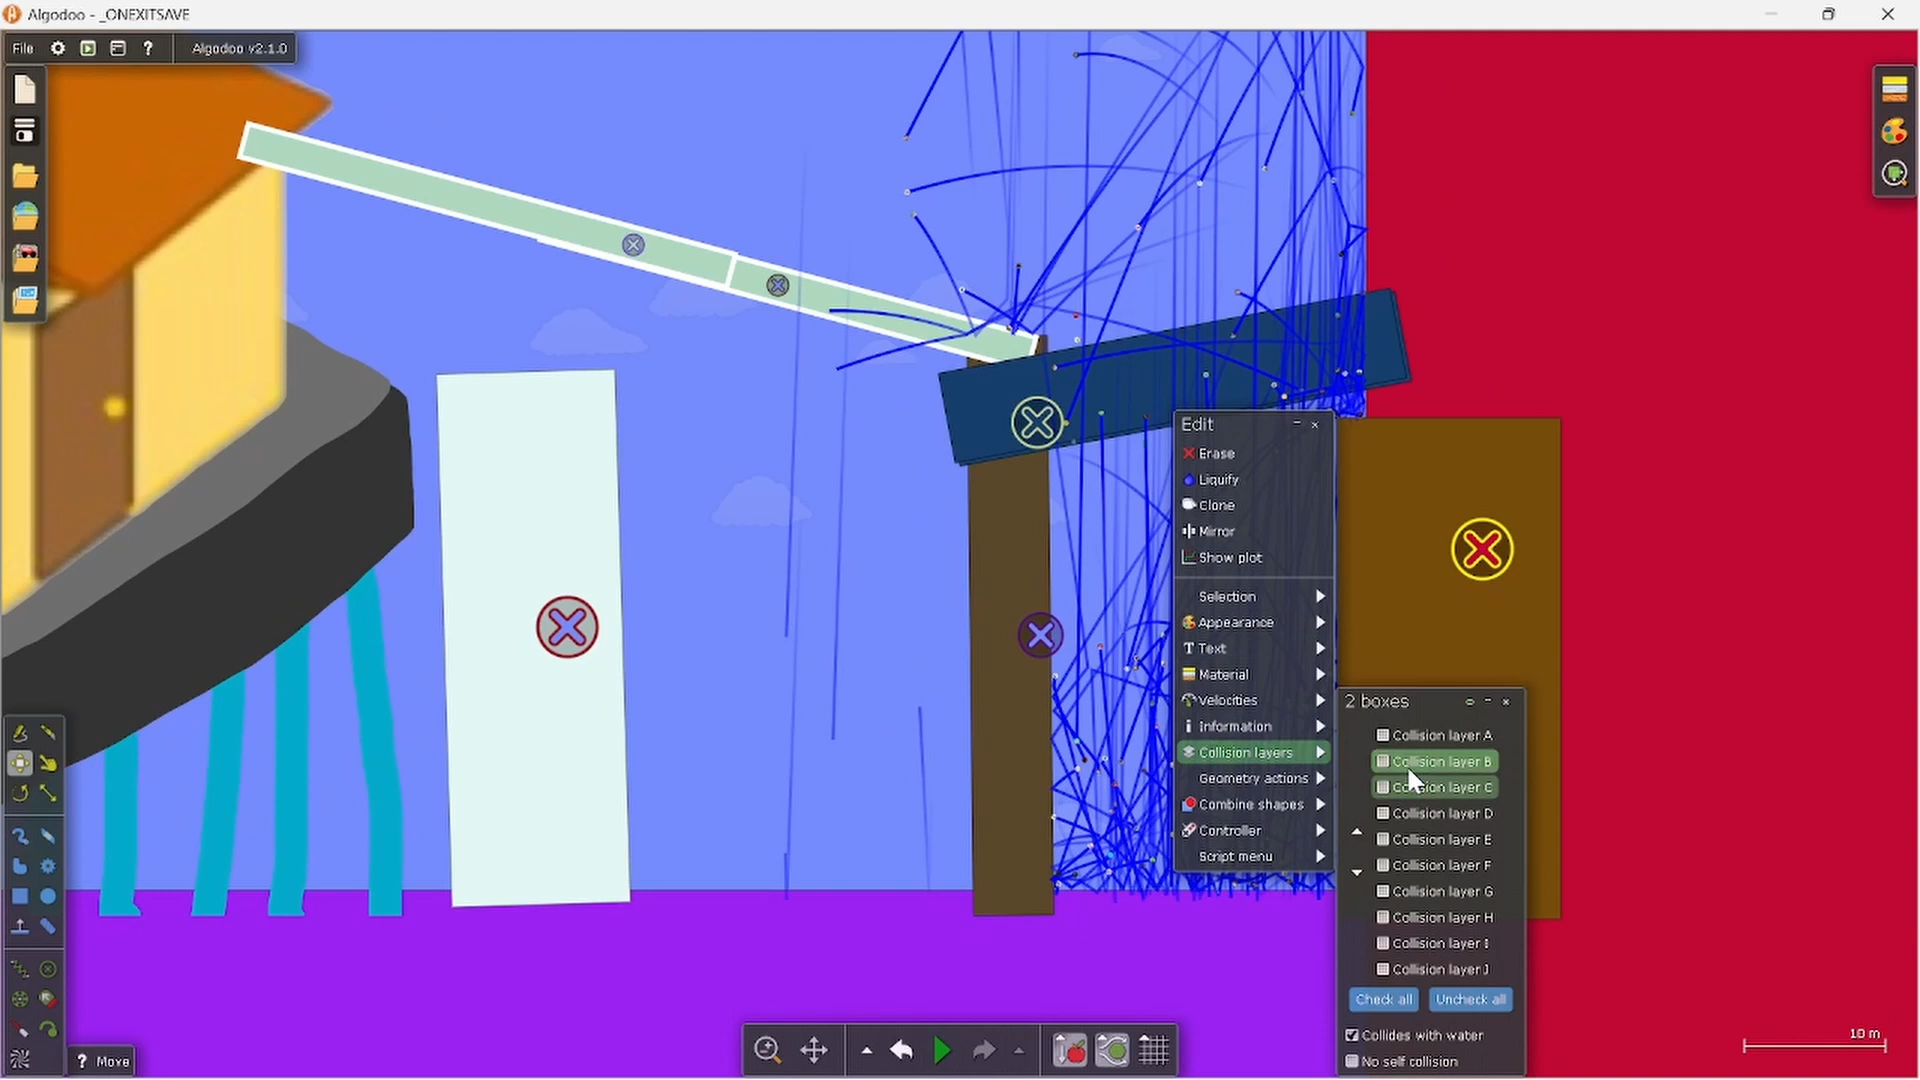 Algodoo - _ONEXITSAVE
File
?
Algodoo v2.1.0
Edit
Erase
Liquify
Clone
Mirror
Show plot
Selection
Appearance
T Text
Material
Velocities
Information
Collision layers
Geometry actions
Combine shapes
Controller
Script menu
2 boxes
Collision layer A
Collision layer B
Collision layer C
Collision layer D
Collision layer E
Collision layer F
Collision layer G
Collision layer H
Collision layer I
Collision layer J
Check all
Uncheck all
Collides with water
No self collision
? Move
10 m